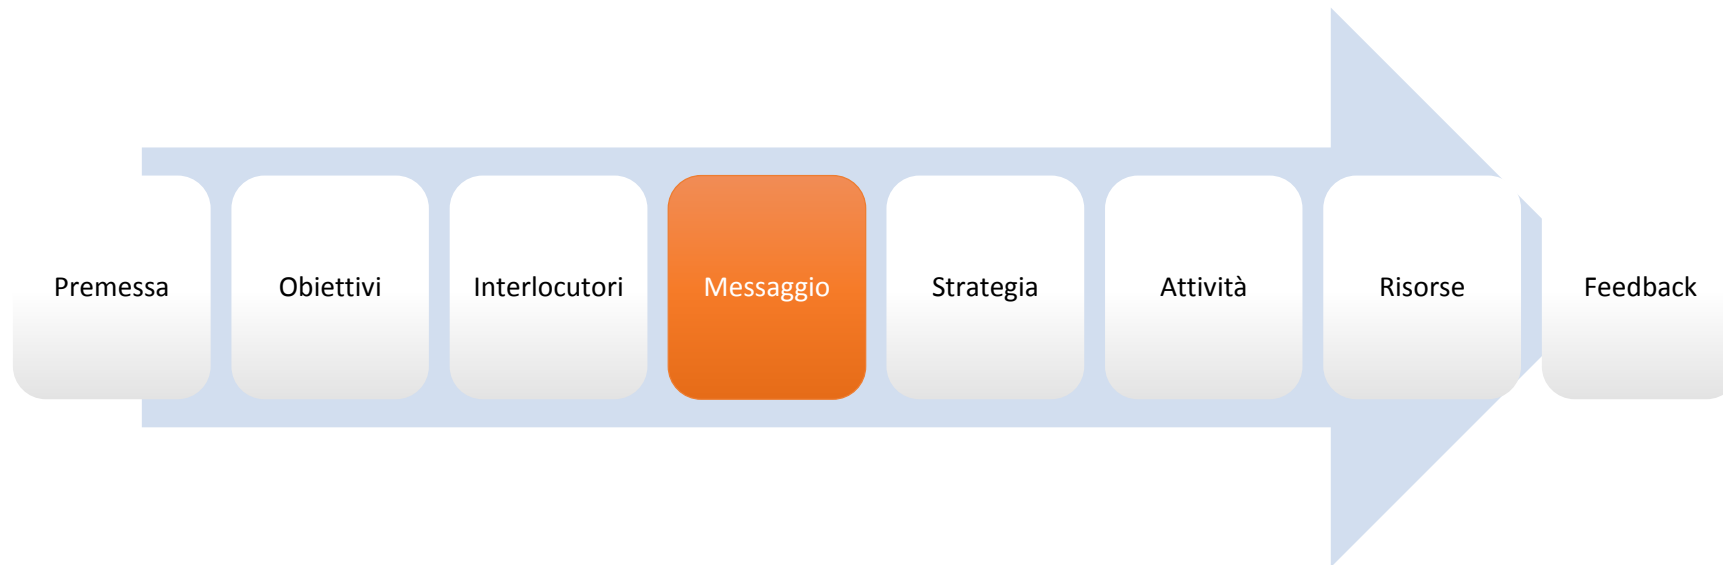 Premessa
Obiettivi
Interlocutori
Messaggio
Strategia
Attività
Risorse
Feedback